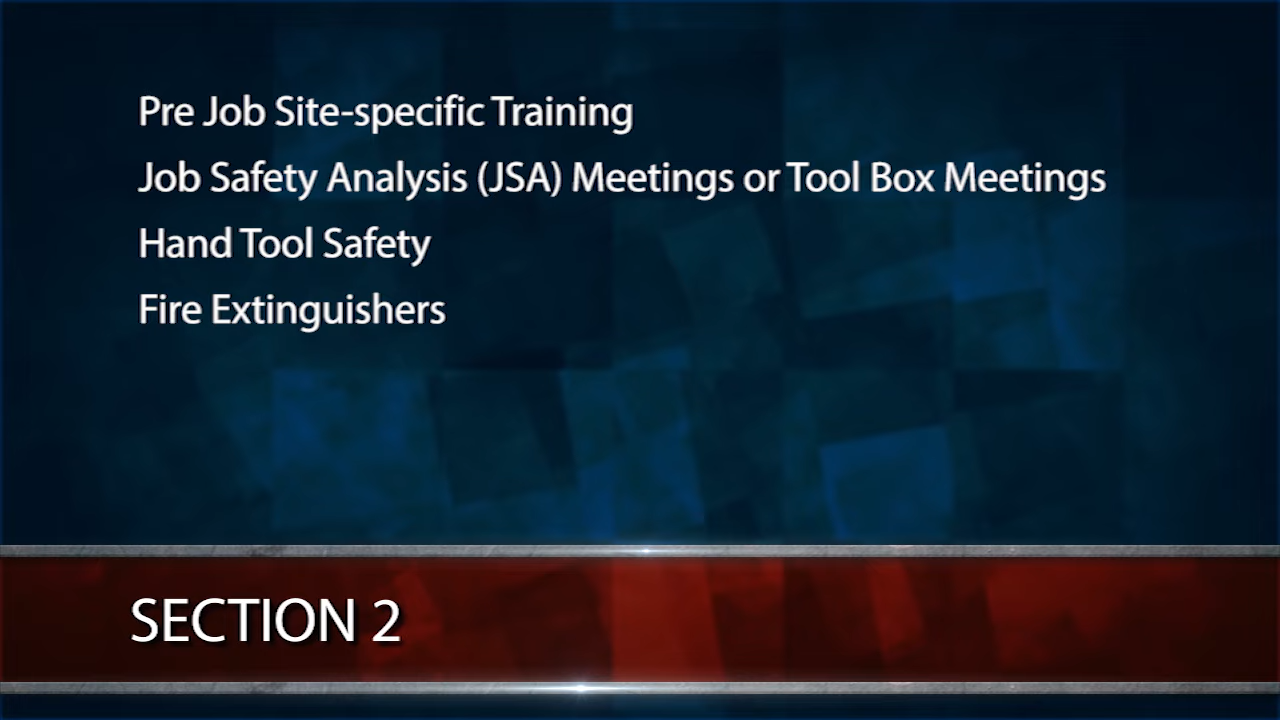 Pre Job Site-specific Training
Job Safety Analysis (JSA) Meetings or Tool Box Meetings
Hand Tool Safety
Fire Extinguishers
SECTION 2